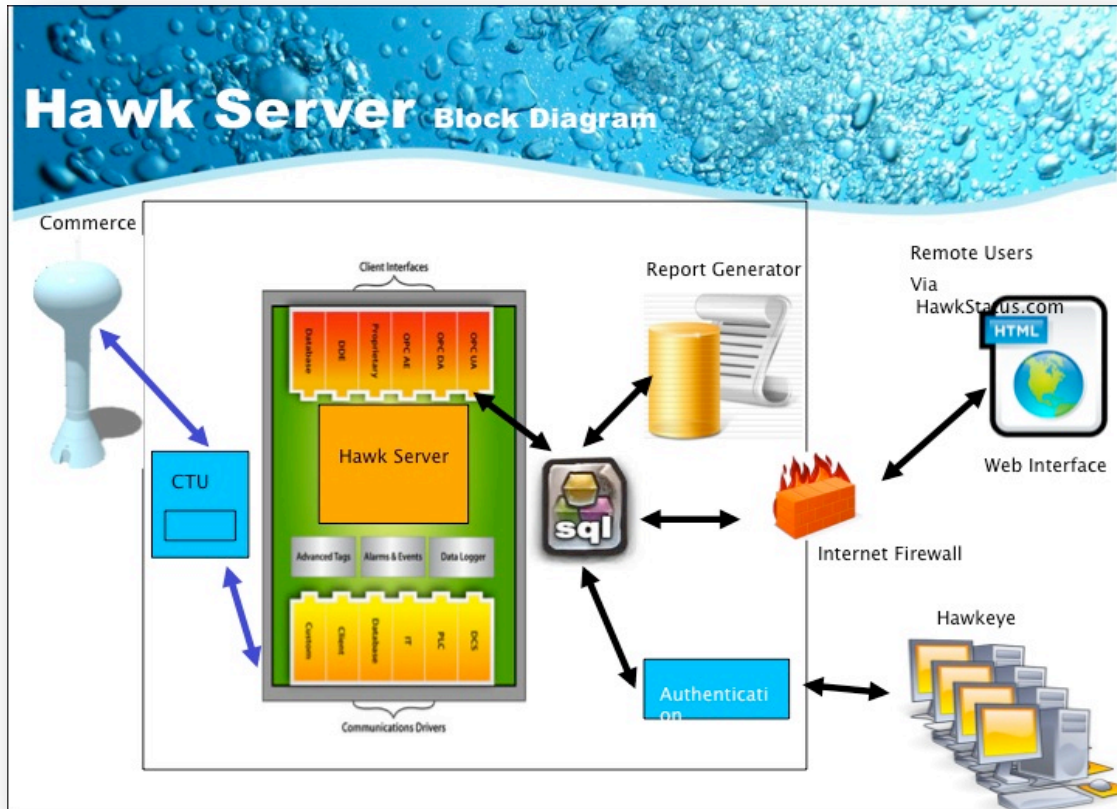 Hawk Server Block Diagram
Commerce
Client Interfaces
Report Generator
Remote Users
Via
HawkStatus.com
HTML
Web Interface
Database
DDE
Proprietary
OPC AE
OPC DA
OPC UA
Hawk Server
CTU
sql
Internet Firewall
Advanced Tags
Alarms & Events
Data Logger
Custom
Client
Database
IT
PLC
DCS
Communications Drivers
Authenticati
on
Hawkeye